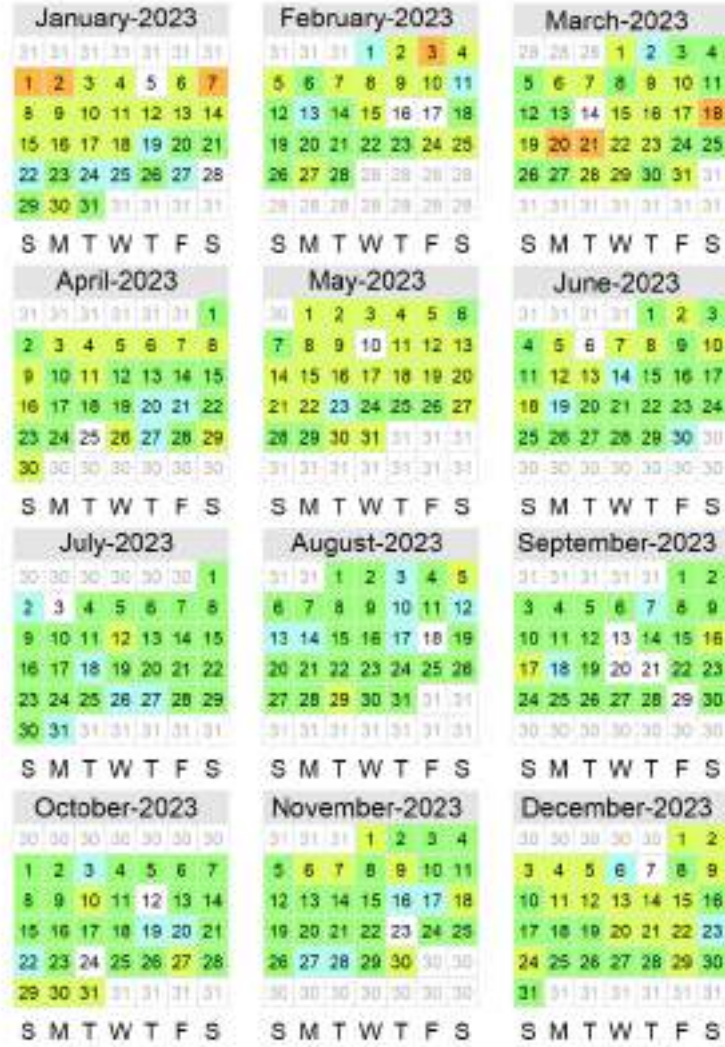 January-2023
31 31 31 31 31 31 31
1 2 3 4 5 6 7
8 9 10 11 12 13 14
15 16 17 18 19 20 21
22 23 24 25 26 27 28
29 30 31 31 31 31 31
S M T W T F S
February-2023
31 31 31 1 2 3 4
5 6 7 8 9 10 11
12 13 14 15 16 17 18
19 20 21 22 23 24 25
26 27 28 28 28 28 28
28 28 28 28 28 28 28
S M T W T F S
March-2023
28 28 28 1 2 3 4
5 6 7 8 9 10 11
12 13 14 15 16 17 18
19 20 21 22 23 24 25
26 27 28 29 30 31 31
31 31 31 31 31 31 31
S M T W T F S
April-2023
31 31 31 31 31 31 1
2 3 4 5 6 7 8
9 10 11 12 13 14 15
16 17 18 19 20 21 22
23 24 25 26 27 28 29
30 30 30 30 30 30 30
S M T W T F S
May-2023
30 1 2 3 4 5 6
7 8 9 10 11 12 13
14 15 16 17 18 19 20
21 22 23 24 25 26 27
28 29 30 31 31 31 31
31 31 31 31 31 31 31
S M T W T F S
June-2023
31 31 31 31 1 2 3
4 5 6 7 8 9 10
11 12 13 14 15 16 17
18 19 20 21 22 23 24
25 26 27 28 29 30 30
30 30 30 30 30 30 30
S M T W T F S
July-2023
30 30 30 30 30 30 1
2 3 4 5 6 7 8
9 10 11 12 13 14 15
16 17 18 19 20 21 22
23 24 25 26 27 28 29
30 31 31 31 31 31 31
S M T W T F S
August-2023
31 31 1 2 3 4 5
6 7 8 9 10 11 12
13 14 15 16 17 18 19
20 21 22 23 24 25 26
27 28 29 30 31 31 31
31 31 31 31 31 31 31
S M T W T F S
September-2023
31 31 31 31 31 1 2
3 4 5 6 7 8 9
10 11 12 13 14 15 16
17 18 19 20 21 22 23
24 25 26 27 28 29 30
30 30 30 30 30 30 30
S M T W T F S
October-2023
30 30 30 30 30 30 30
1 2 3 4 5 6 7
8 9 10 11 12 13 14
15 16 17 18 19 20 21
22 23 24 25 26 27 28
29 30 31 31 31 31 31
S M T W T F S
November-2023
31 31 31 1 2 3 4
5 6 7 8 9 10 11
12 13 14 15 16 17 18
19 20 21 22 23 24 25
26 27 28 29 30 30 30
30 30 30 30 30 30 30
S M T W T F S
December-2023
30 30 30 30 30 1 2
3 4 5 6 7 8 9
10 11 12 13 14 15 16
17 18 19 20 21 22 23
24 25 26 27 28 29 30
31 31 31 31 31 31 31
S M T W T F S